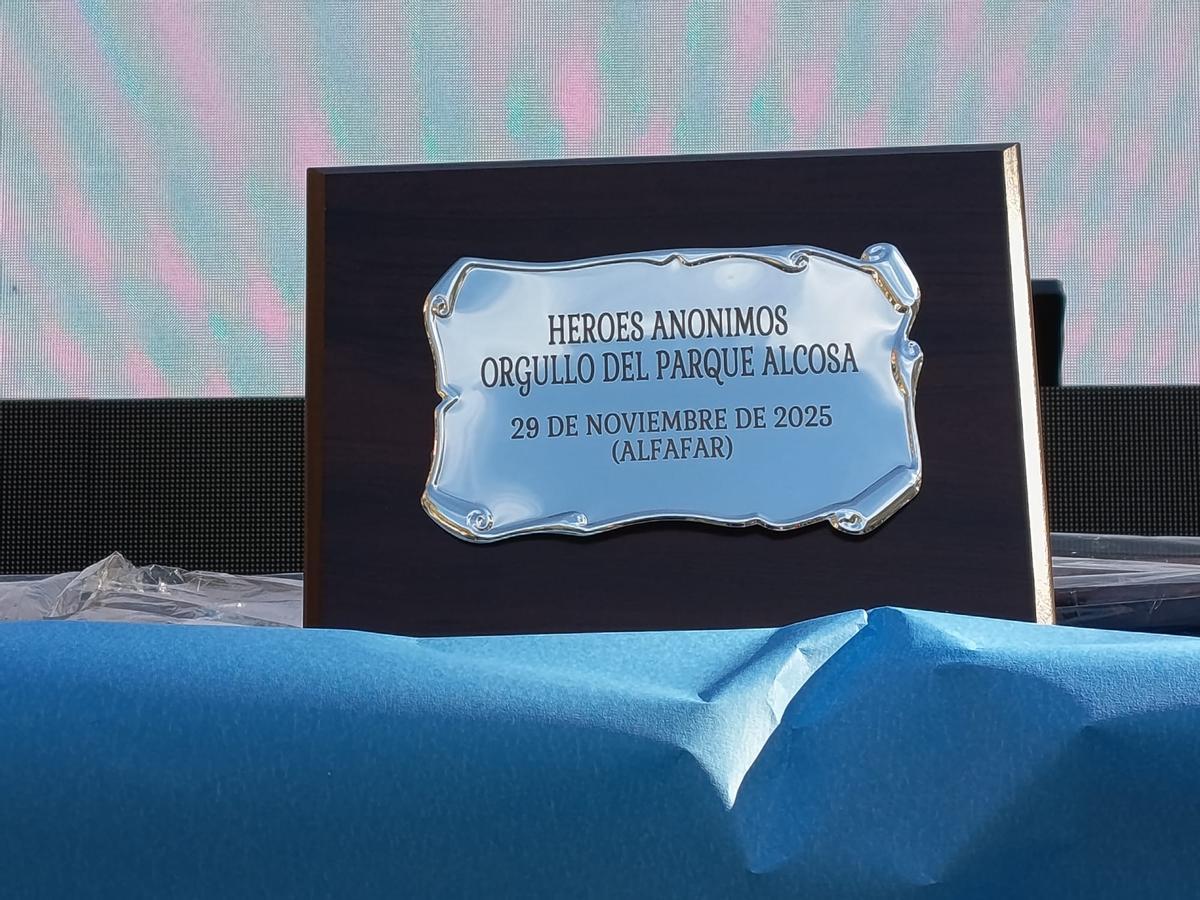 HEROES ANONIMOS
ORGULLO DEL PARQUE ALCOSA
29 DE NOVIEMBRE DE 2025
(ALFAFAR)